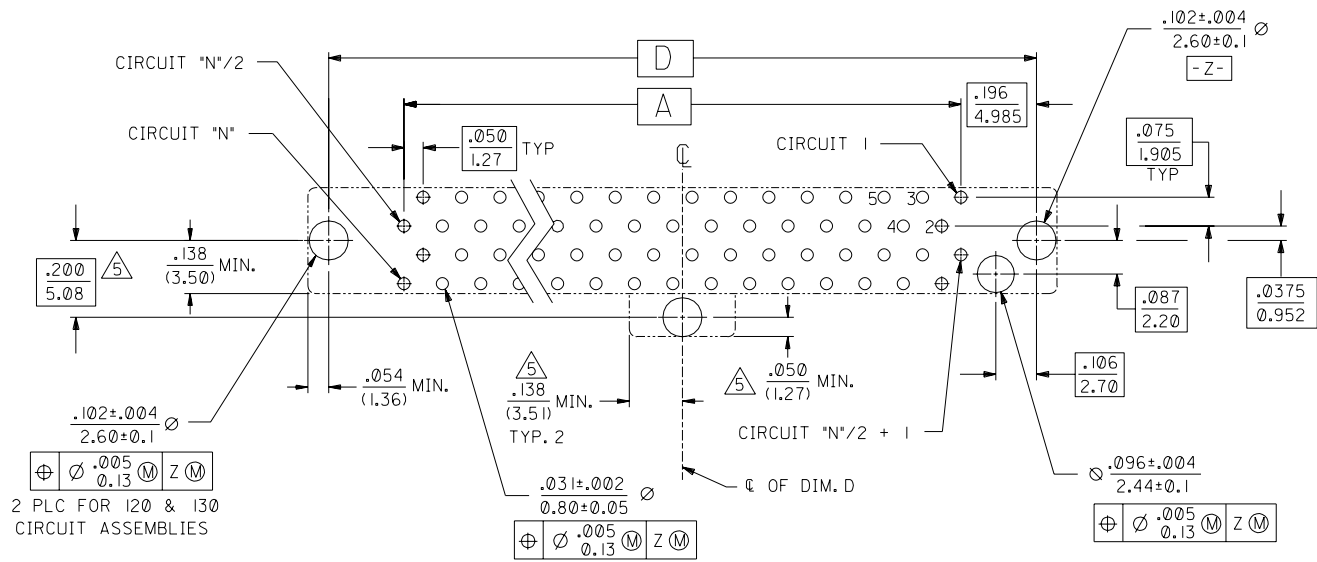 .102±.004 Ø
2.60±0.1
-Z-
CIRCUIT "N"/2
D
A
.196
4.985
CIRCUIT "N"
.050 TYP
1.27
℄
CIRCUIT 1
.075
1.905
TYP
5 3
4 2
.200
5.08
5
.138 MIN.
(3.50)
.087
2.20
.0375
0.952
.054 MIN.
(1.36)
5
.138 MIN.
(3.51)
TYP. 2
5
.050 MIN.
(1.27)
.106
2.70
.102±.004 Ø
2.60±0.1
⌖ Ø .005 Ⓜ Z Ⓜ
0.13
2 PLC FOR 120 & 130
CIRCUIT ASSEMBLIES
CIRCUIT "N"/2 + 1
℄ OF DIM. D
.031±.002 Ø
0.80±0.05
⌖ Ø .005 Ⓜ Z Ⓜ
0.13
Ø .096±.004
2.44±0.1
⌖ Ø .005 Ⓜ Z Ⓜ
0.13